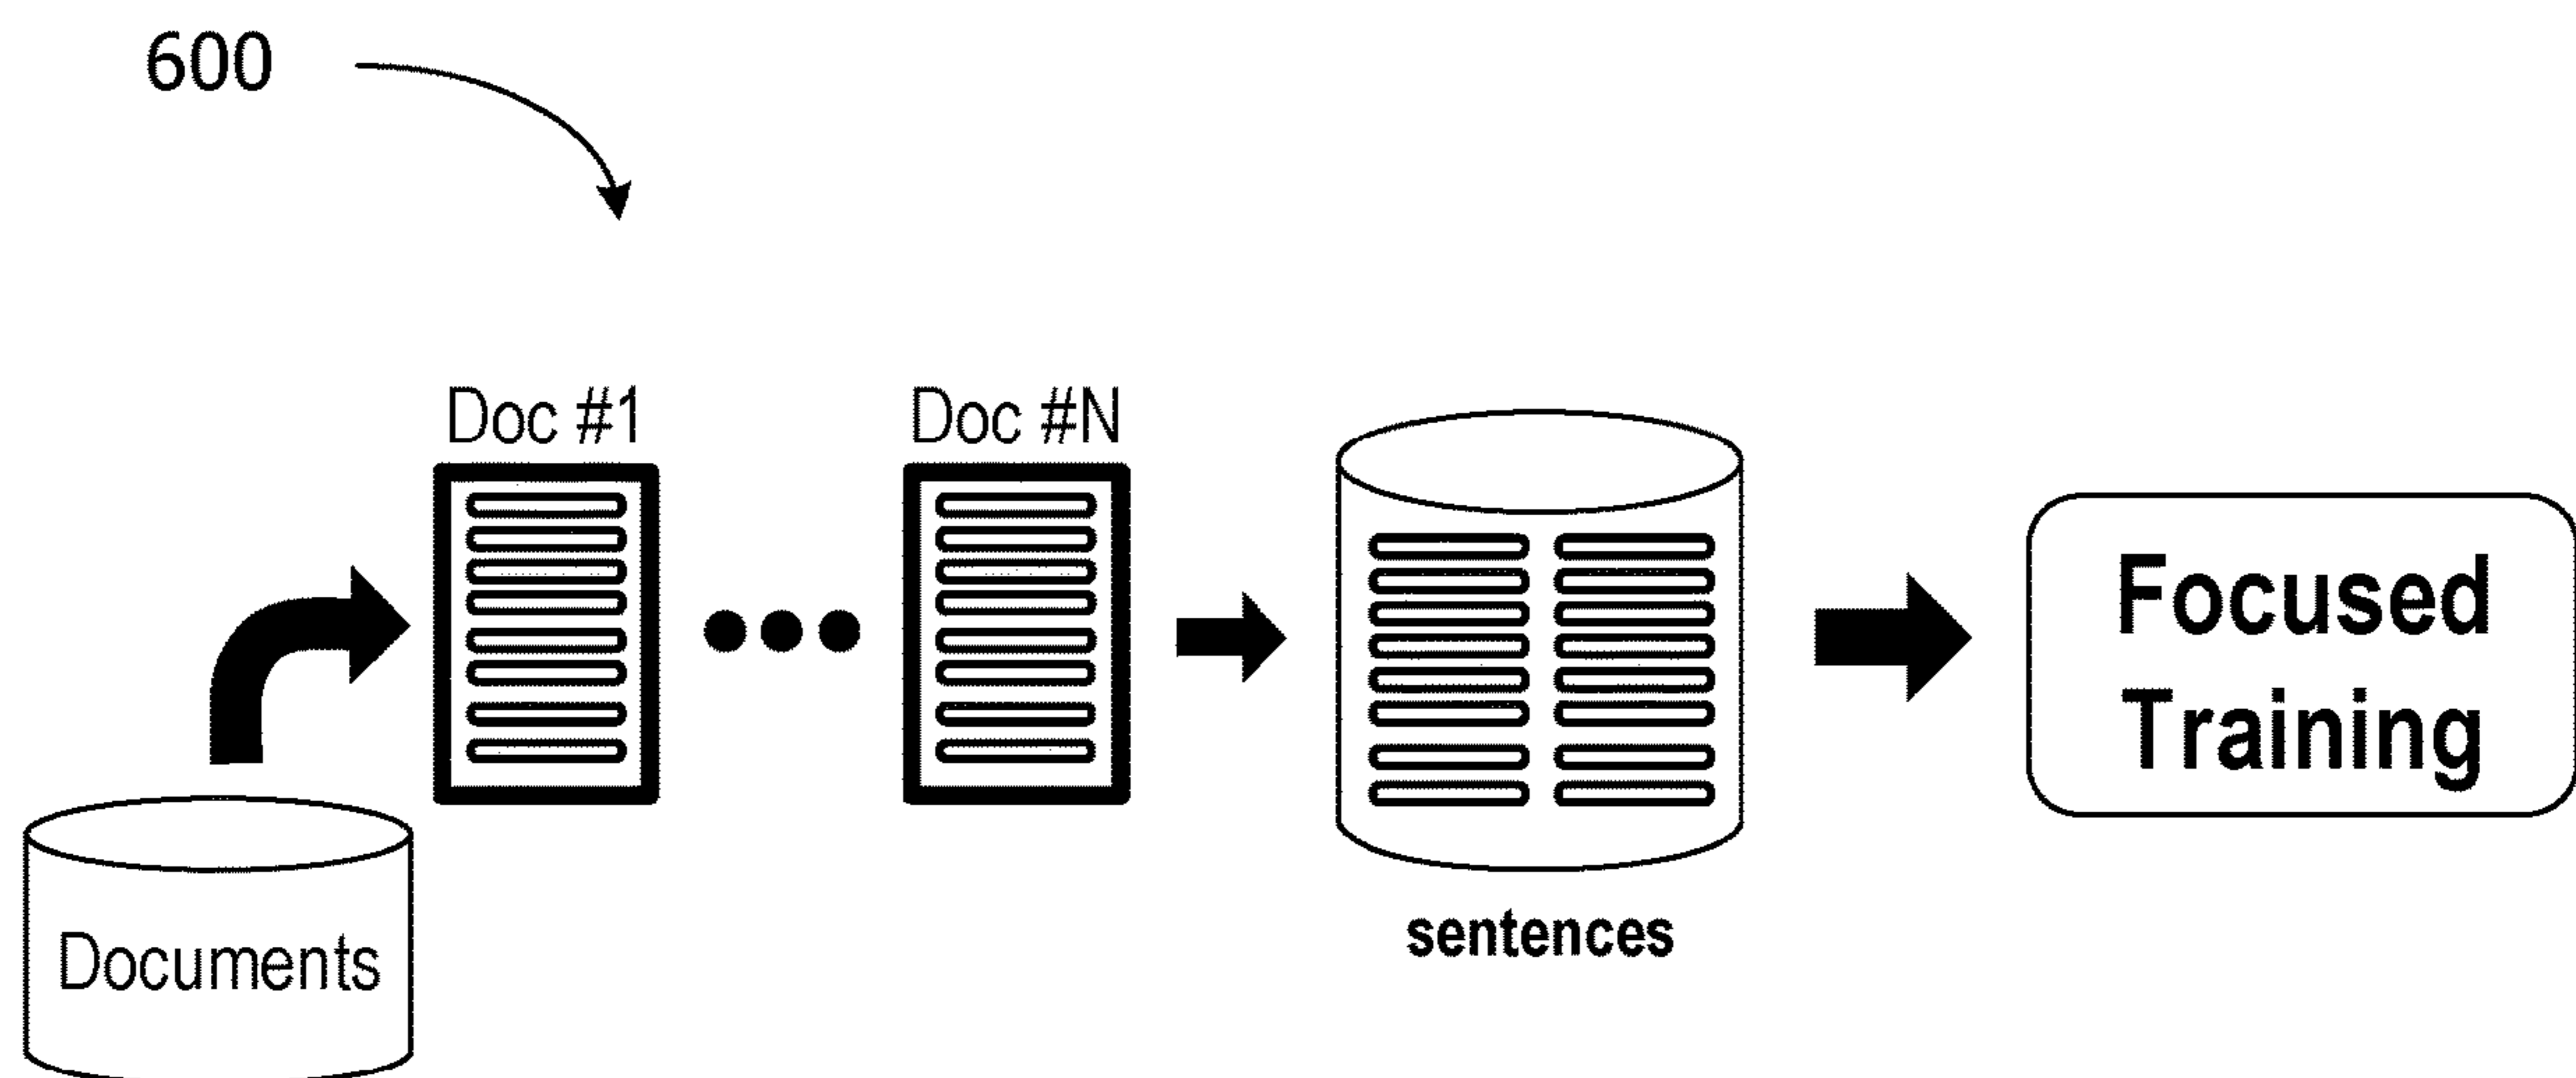 600
Doc #1
Doc #N
Documents
sentences
Focused
Training